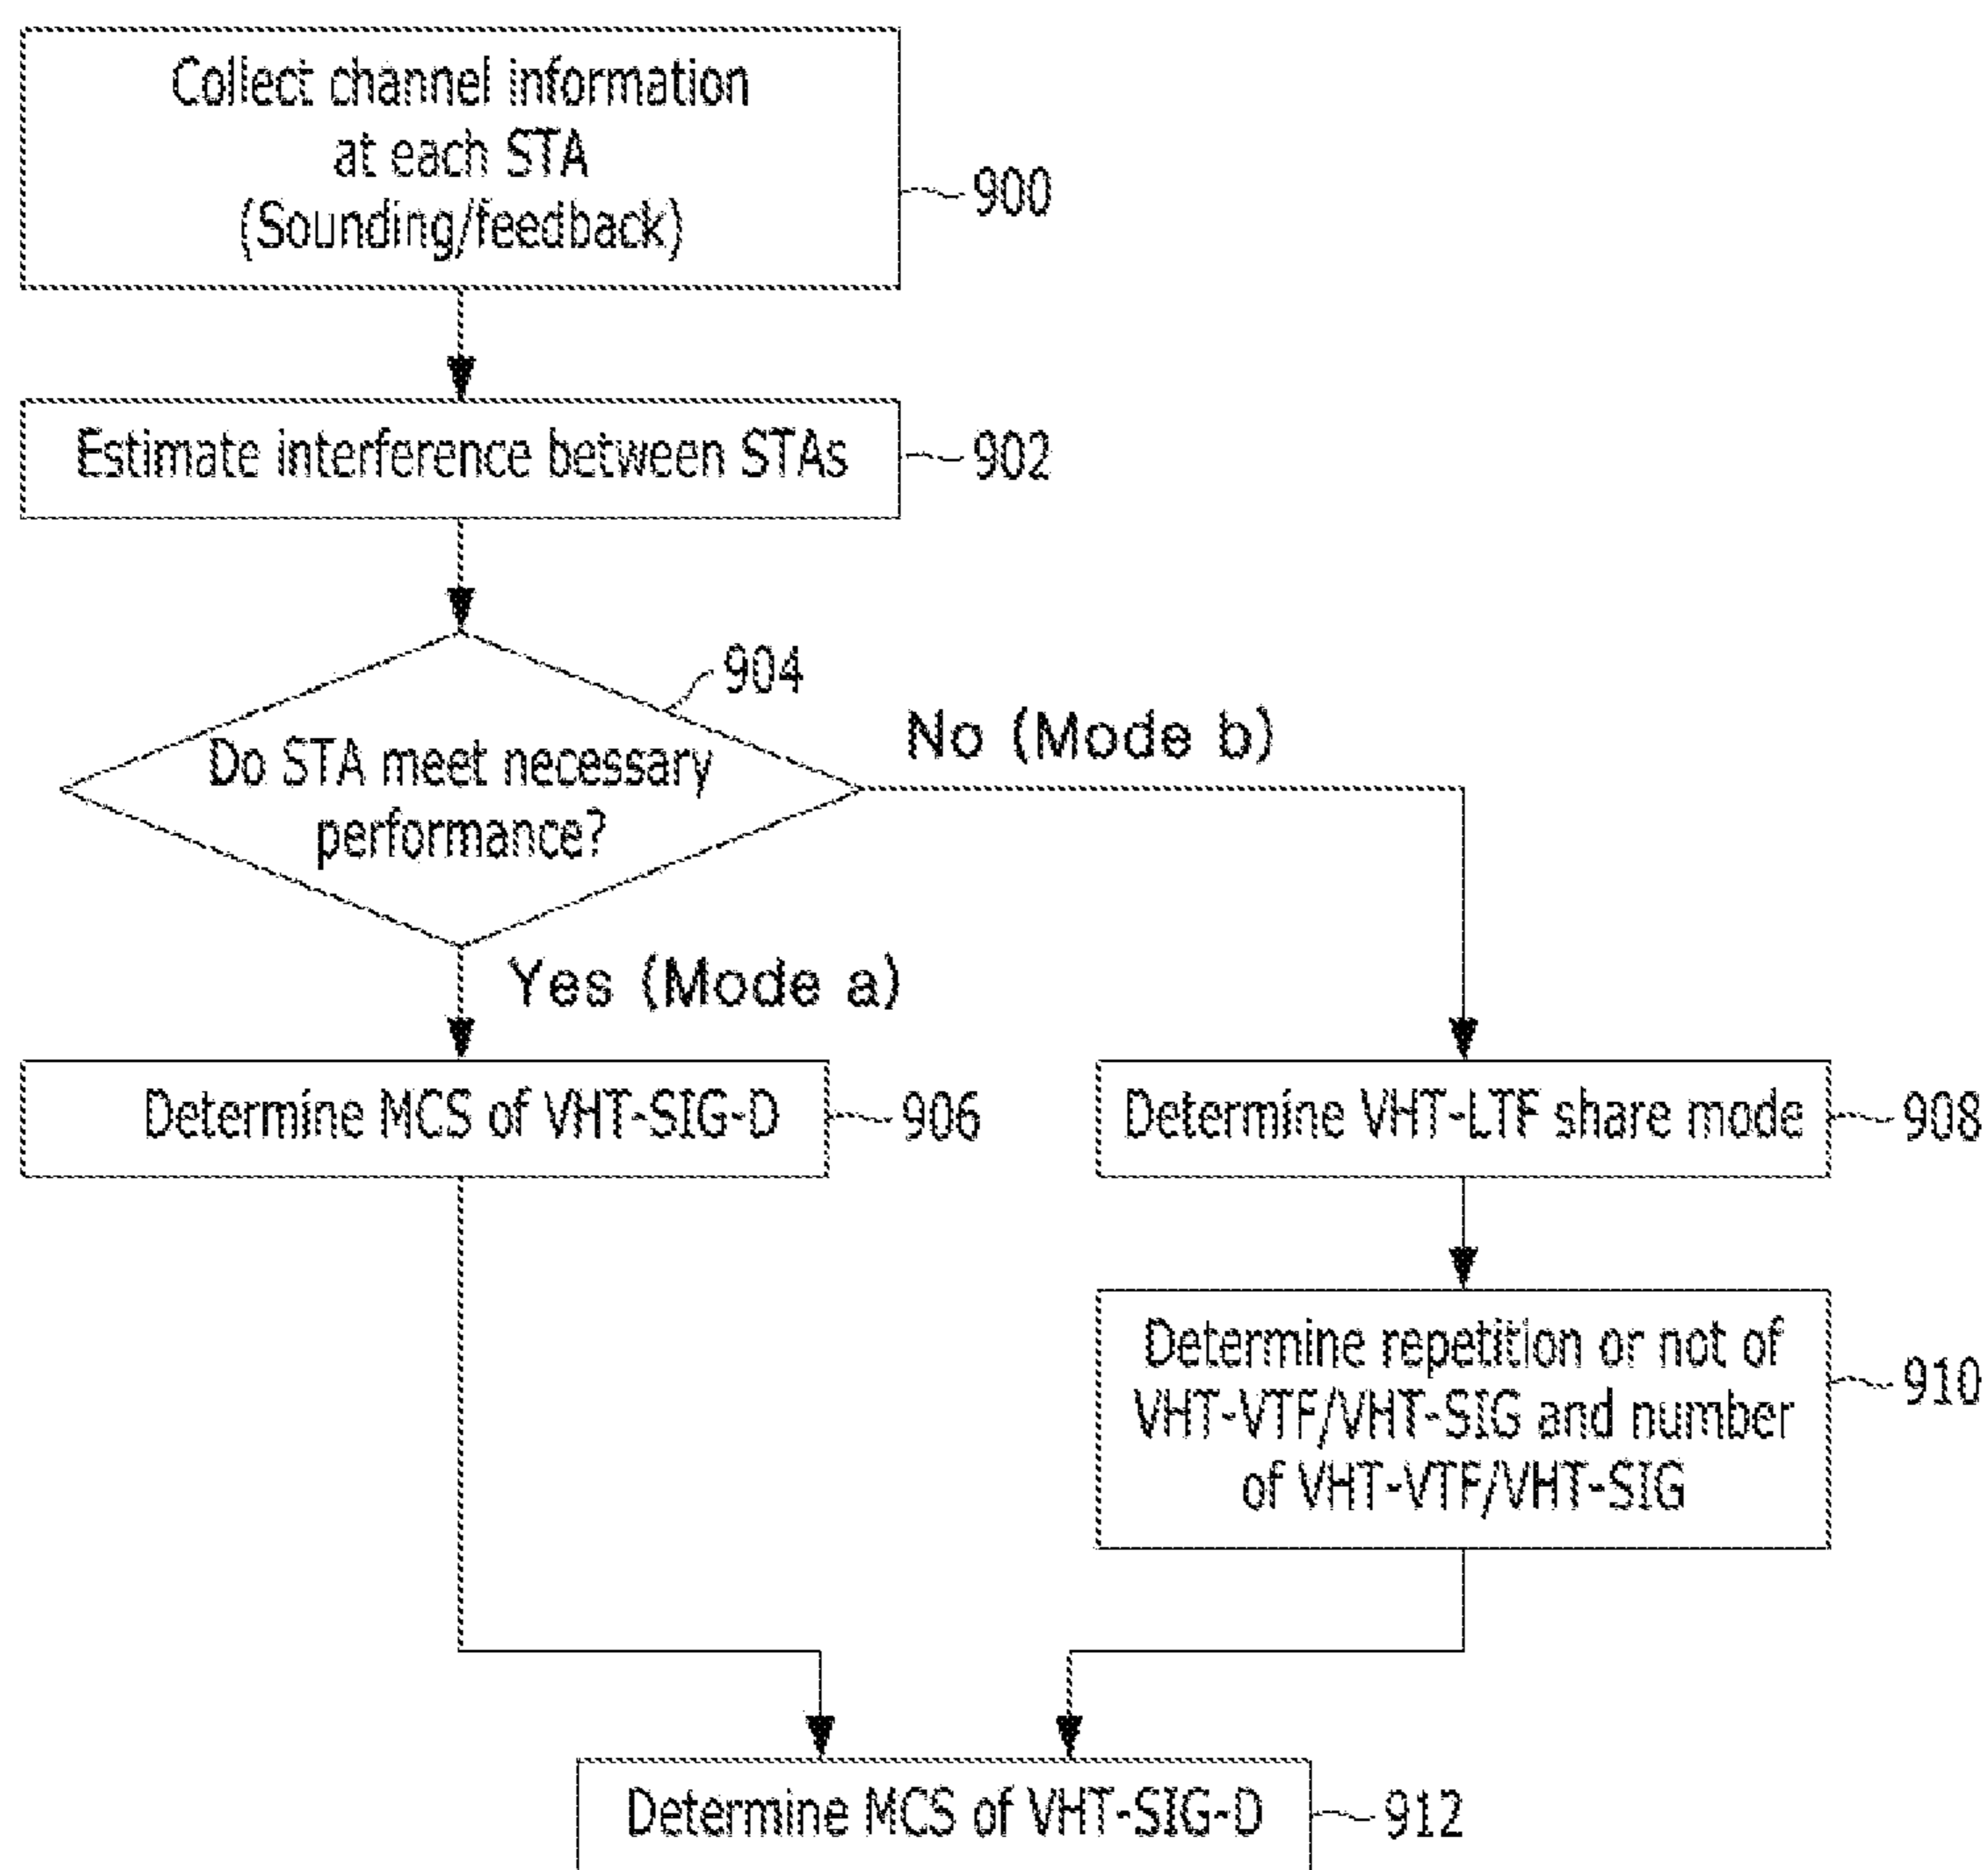 Collect channel information
at each STA
(Sounding/feedback)
900
Estimate interference between STAs
902
904
Do STA meet necessary
performance?
No (Mode b)
Yes (Mode a)
Determine MCS of VHT-SIG-D
906
Determine VHT-LTF share mode
908
Determine repetition or not of
VHT-VTF/VHT-SIG and number
of VHT-VTF/VHT-SIG
910
Determine MCS of VHT-SIG-D
912